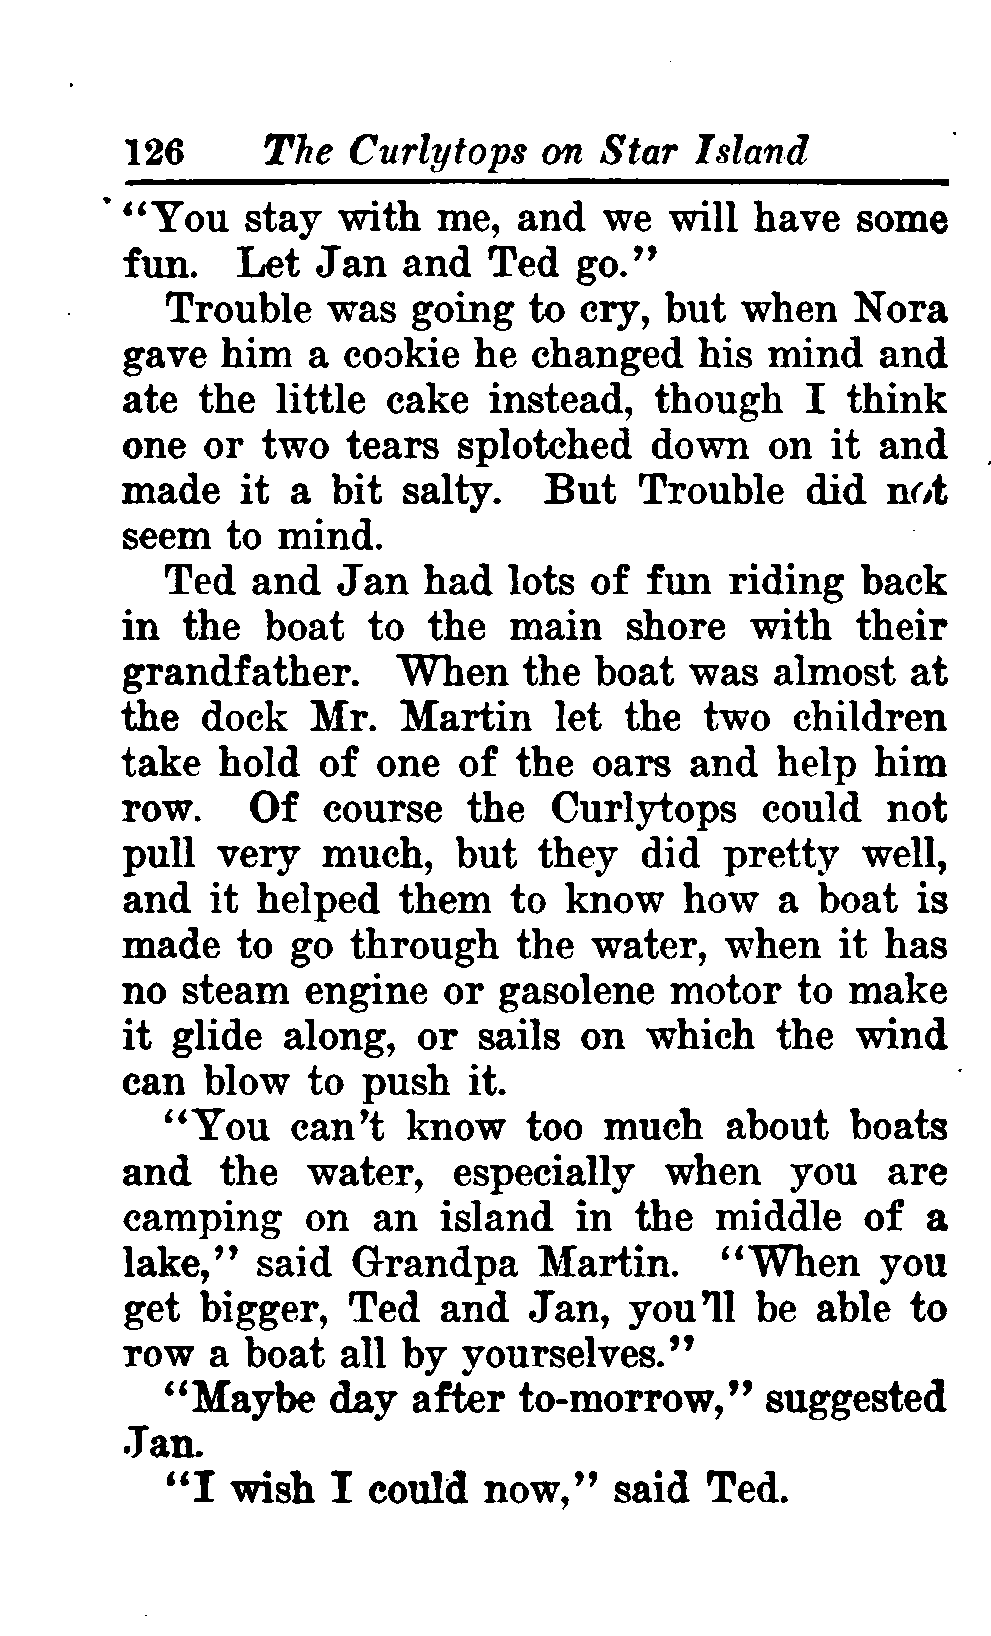 126 The Curlytops on Star Island
"You stay with me, and we will have some
fun. Let Jan and Ted go."
Trouble was going to cry, but when Nora
gave him a cookie he changed his mind and
ate the little cake instead, though I think
one or two tears splotched down on it and
made it a bit salty. But Trouble did not
seem to mind.
Ted and Jan had lots of fun riding back
in the boat to the main shore with their
grandfather. When the boat was almost at
the dock Mr. Martin let the two children
take hold of one of the oars and help him
row. Of course the Curlytops could not
pull very much, but they did pretty well,
and it helped them to know how a boat is
made to go through the water, when it has
no steam engine or gasolene motor to make
it glide along, or sails on which the wind
can blow to push it.
"You can't know too much about boats
and the water, especially when you are
camping on an island in the middle of a
lake," said Grandpa Martin. "When you
get bigger, Ted and Jan, you'll be able to
row a boat all by yourselves."
"Maybe day after to-morrow," suggested
Jan.
"I wish I could now," said Ted.